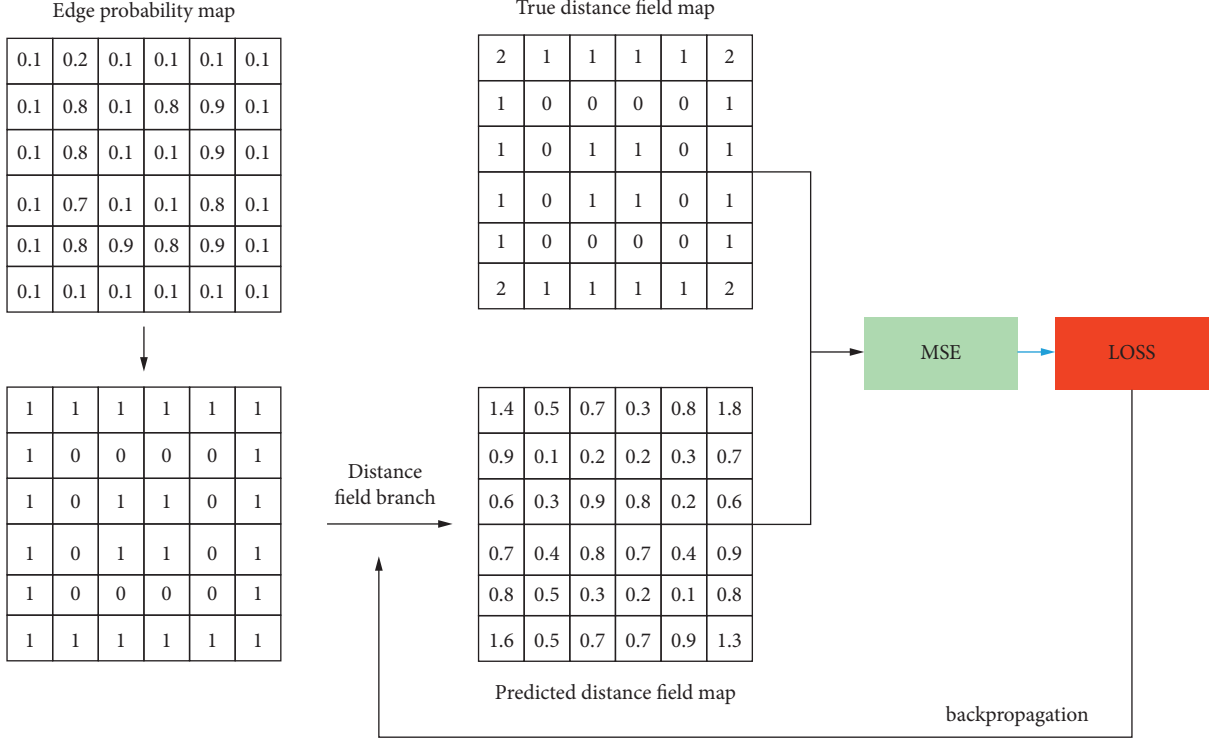 Edge probability map
0.1 0.2 0.1 0.1 0.1 0.1
0.1 0.8 0.1 0.8 0.9 0.1
0.1 0.8 0.1 0.1 0.9 0.1
0.1 0.7 0.1 0.1 0.8 0.1
0.1 0.8 0.9 0.8 0.9 0.1
0.1 0.1 0.1 0.1 0.1 0.1
True distance field map
2 1 1 1 1 2
1 0 0 0 0 1
1 0 1 1 0 1
1 0 1 1 0 1
1 0 0 0 0 1
2 1 1 1 1 2
MSE
LOSS
1 1 1 1 1 1
1 0 0 0 0 1
1 0 1 1 0 1
1 0 1 1 0 1
1 0 0 0 0 1
1 1 1 1 1 1
Distance
field branch
1.4 0.5 0.7 0.3 0.8 1.8
0.9 0.1 0.2 0.2 0.3 0.7
0.6 0.3 0.9 0.8 0.2 0.6
0.7 0.4 0.8 0.7 0.4 0.9
0.8 0.5 0.3 0.2 0.1 0.8
1.6 0.5 0.7 0.7 0.9 1.3
Predicted distance field map
backpropagation